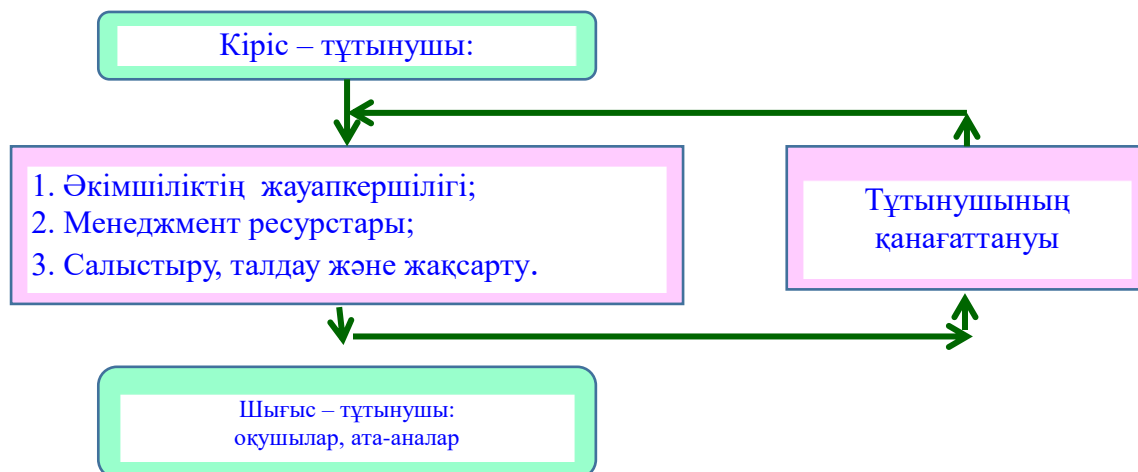 Кіріс – тұтынушы:
1. Әкімшіліктің жауапкершілігі;
2. Менеджмент ресурстары;
3. Салыстыру, талдау және жақсарту.
Тұтынушының
қанағаттануы
Шығыс – тұтынушы:
оқушылар, ата-аналар